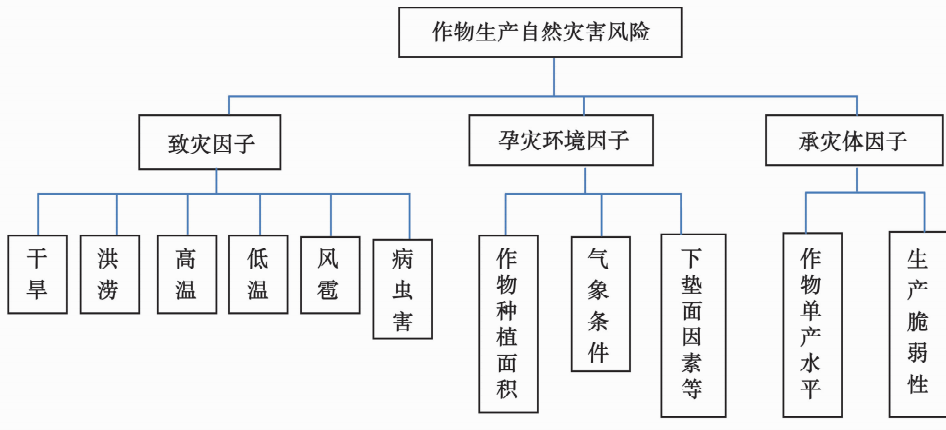 作物生产自然灾害风险
致灾因子
孕灾环境因子
承灾体因子
干旱
洪涝
高温
低温
风雹
病虫害
作物种植面积
气象条件
下垫面因素等
作物单产水平
生产脆弱性